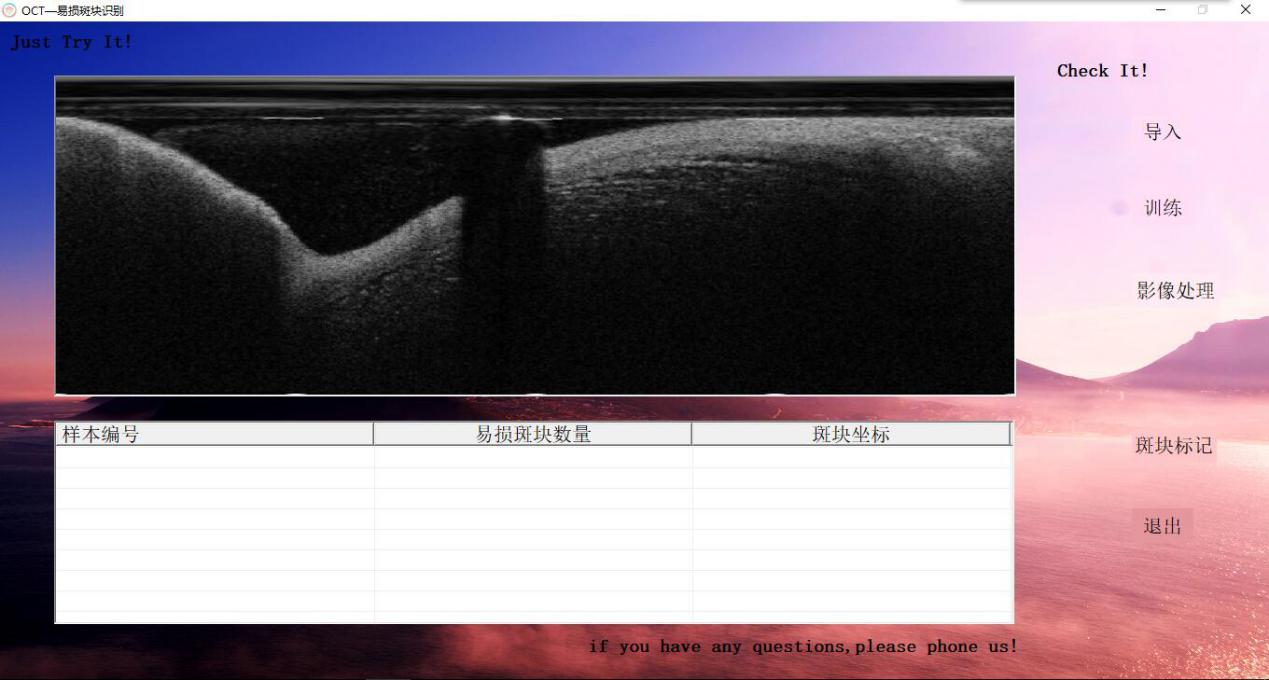 OCT—易损斑块识别
Just Try It!
Check It!
导入
训练
影像处理
样本编号 易损斑块数量 斑块坐标
斑块标记
退出
if you have any questions,please phone us!